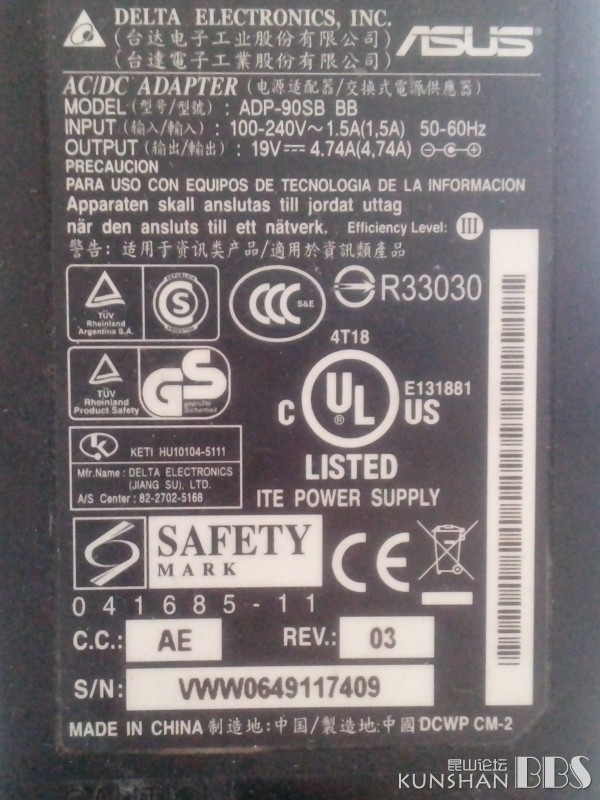 DELTA ELECTRONICS, INC.
(台达电子工业股份有限公司)
(台達電子工業股份有限公司)
ASUS
AC/DC ADAPTER (电源适配器/交換式電源供應器)
MODEL (型号/型號) : ADP-90SB BB
INPUT (输入/輸入) : 100-240V~1.5A(1,5A) 50-60Hz
OUTPUT (输出/輸出) : 19V 4.74A(4,74A)
PRECAUCION
PARA USO CON EQUIPOS DE TECNOLOGIA DE LA INFORMACION
Apparaten skall anslutas till jordat uttag
när den ansluts till ett nätverk. Efficiency Level: III
警告: 适用于资讯类产品/適用於資訊類產品
TÜV
Rheinland
Argentina S.A.
REPUBLICA
S
ARGENTINA
CCC S&E
R33030
TÜV
Rheinland
Product Safety
GS
geprüfte
Sicherheit
4T18
C UL US
®
E131881
LISTED
ITE POWER SUPPLY
K KETI HU10104-5111
Mfr.Name : DELTA ELECTRONICS
(JIANG SU), LTD.
A/S Center : 82-2702-5168
SAFETY
MARK
041685-11
CE
C.C.: AE REV.: 03
S/N: VWW0649117409
MADE IN CHINA 制造地:中国/製造地:中國 DCWP CM-2
昆山论坛
KUNSHAN BBS